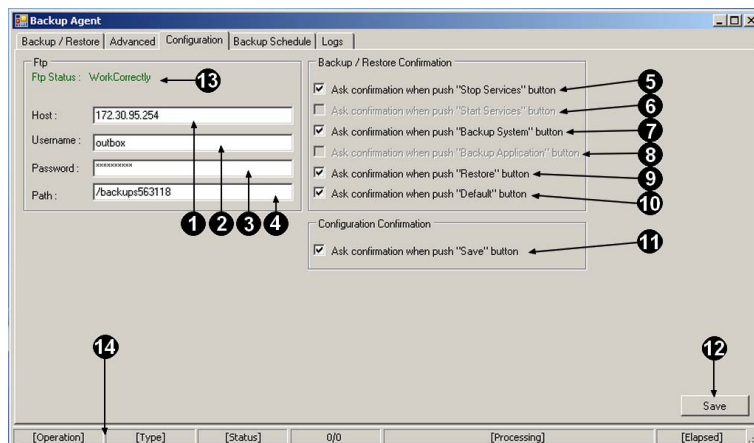 Backup Agent
Backup / Restore Advanced Configuration Backup Schedule Logs
Ftp
Ftp Status : WorkCorrectly
13
Host : 172.30.95.254
Username : outbox
Password : xxxxxxxxx
Path : /backups563118
1 2 3 4
Backup / Restore Confirmation
Ask confirmation when push "Stop Services" button 5
Ask confirmation when push "Start Services" button 6
Ask confirmation when push "Backup System" button 7
Ask confirmation when push "Backup Application" button 8
Ask confirmation when push "Restore" button 9
Ask confirmation when push "Default" button 10
Configuration Confirmation
Ask confirmation when push "Save" button 11
14
12
Save
[Operation] [Type] [Status] 0/0 [Processing] [Elapsed]